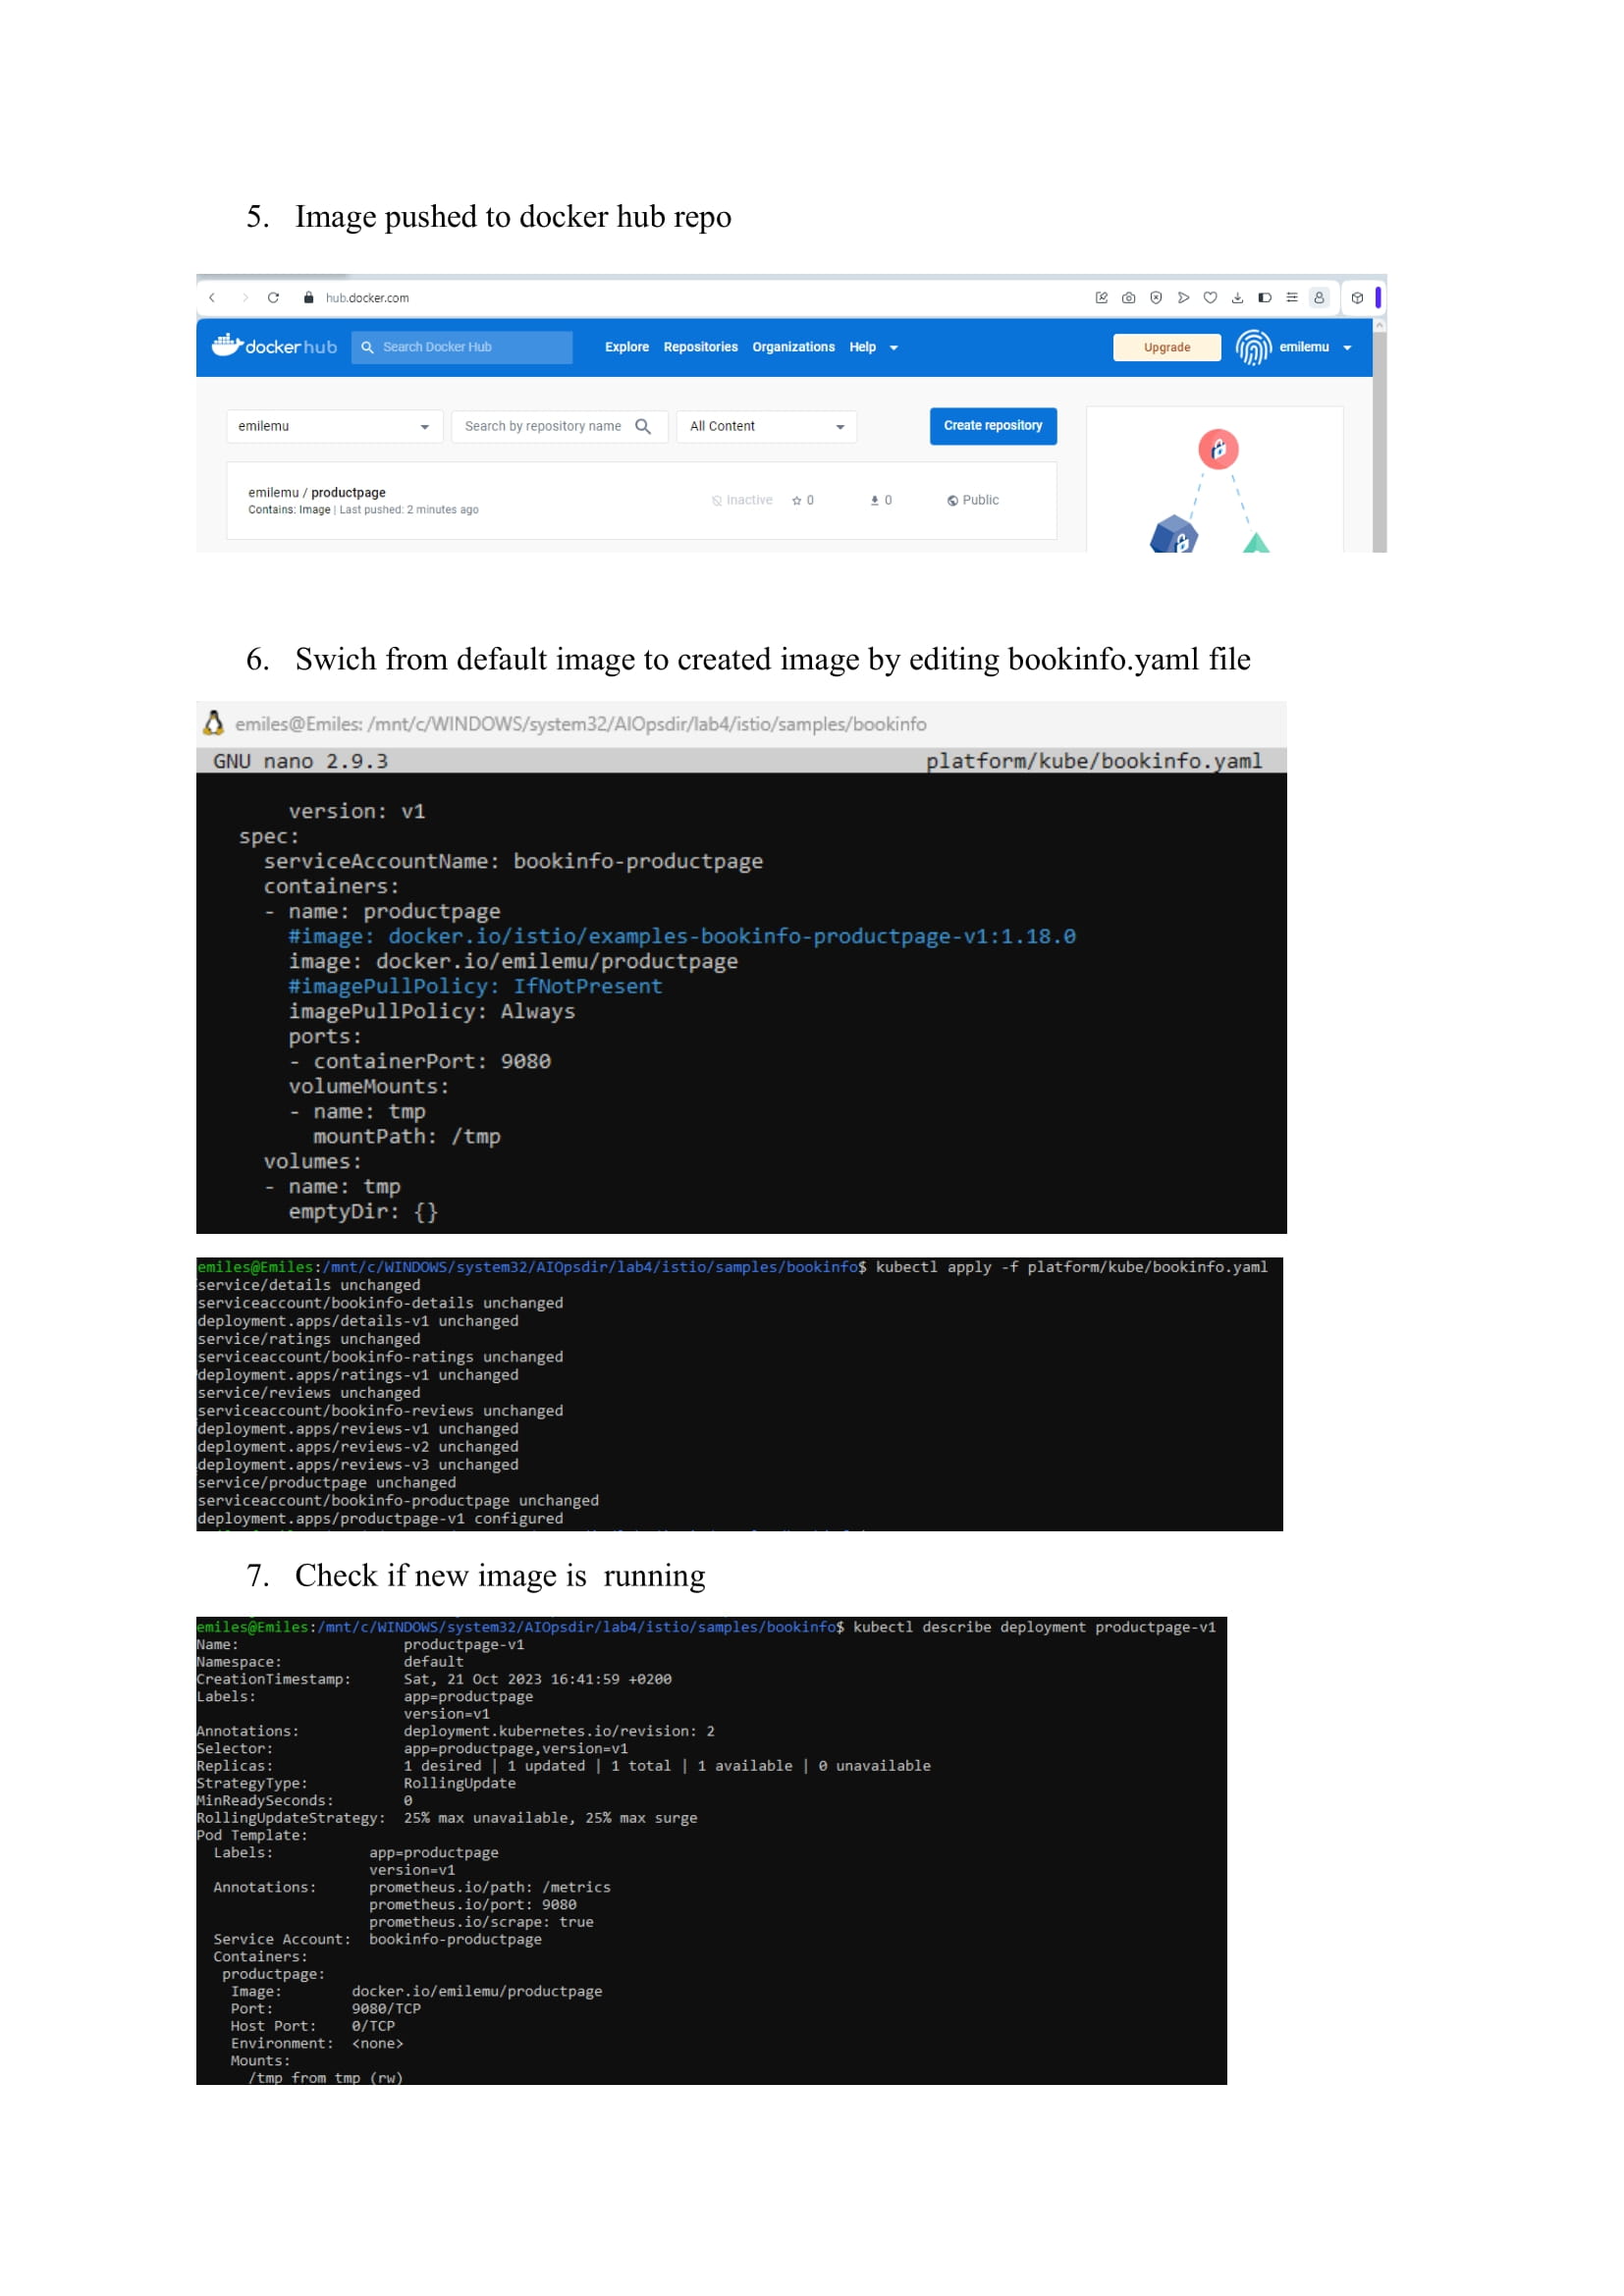 5. Image pushed to docker hub repo
hub.docker.com
dockerhub Search Docker Hub Explore Repositories Organizations Help Upgrade emilemu
emilemu Search by repository name All Content Create repository
emilemu / productpage
Contains: Image | Last pushed: 2 minutes ago
Inactive 0 0 Public
6. Swich from default image to created image by editing bookinfo.yaml file
emiles@Emiles: /mnt/c/WINDOWS/system32/AIOpsdir/lab4/istio/samples/bookinfo
GNU nano 2.9.3 platform/kube/bookinfo.yaml
version: v1
spec:
serviceAccountName: bookinfo-productpage
containers:
- name: productpage
#image: docker.io/istio/examples-bookinfo-productpage-v1:1.18.0
image: docker.io/emilemu/productpage
#imagePullPolicy: IfNotPresent
imagePullPolicy: Always
ports:
- containerPort: 9080
volumeMounts:
- name: tmp
mountPath: /tmp
volumes:
- name: tmp
emptyDir: {}
emiles@Emiles:/mnt/c/WINDOWS/system32/AIOpsdir/lab4/istio/samples/bookinfo$ kubectl apply -f platform/kube/bookinfo.yaml
service/details unchanged
serviceaccount/bookinfo-details unchanged
deployment.apps/details-v1 unchanged
service/ratings unchanged
serviceaccount/bookinfo-ratings unchanged
deployment.apps/ratings-v1 unchanged
service/reviews unchanged
serviceaccount/bookinfo-reviews unchanged
deployment.apps/reviews-v1 unchanged
deployment.apps/reviews-v2 unchanged
deployment.apps/reviews-v3 unchanged
service/productpage unchanged
serviceaccount/bookinfo-productpage unchanged
deployment.apps/productpage-v1 configured
7. Check if new image is running
emiles@Emiles:/mnt/c/WINDOWS/system32/AIOpsdir/lab4/istio/samples/bookinfo$ kubectl describe deployment productpage-v1
Name: productpage-v1
Namespace: default
CreationTimestamp: Sat, 21 Oct 2023 16:41:59 +0200
Labels: app=productpage
version=v1
Annotations: deployment.kubernetes.io/revision: 2
Selector: app=productpage,version=v1
Replicas: 1 desired | 1 updated | 1 total | 1 available | 0 unavailable
StrategyType: RollingUpdate
MinReadySeconds: 0
RollingUpdateStrategy: 25% max unavailable, 25% max surge
Pod Template:
Labels: app=productpage
version=v1
Annotations: prometheus.io/path: /metrics
prometheus.io/port: 9080
prometheus.io/scrape: true
Service Account: bookinfo-productpage
Containers:
productpage:
Image: docker.io/emilemu/productpage
Port: 9080/TCP
Host Port: 0/TCP
Environment: <none>
Mounts:
/tmp from tmp (rw)